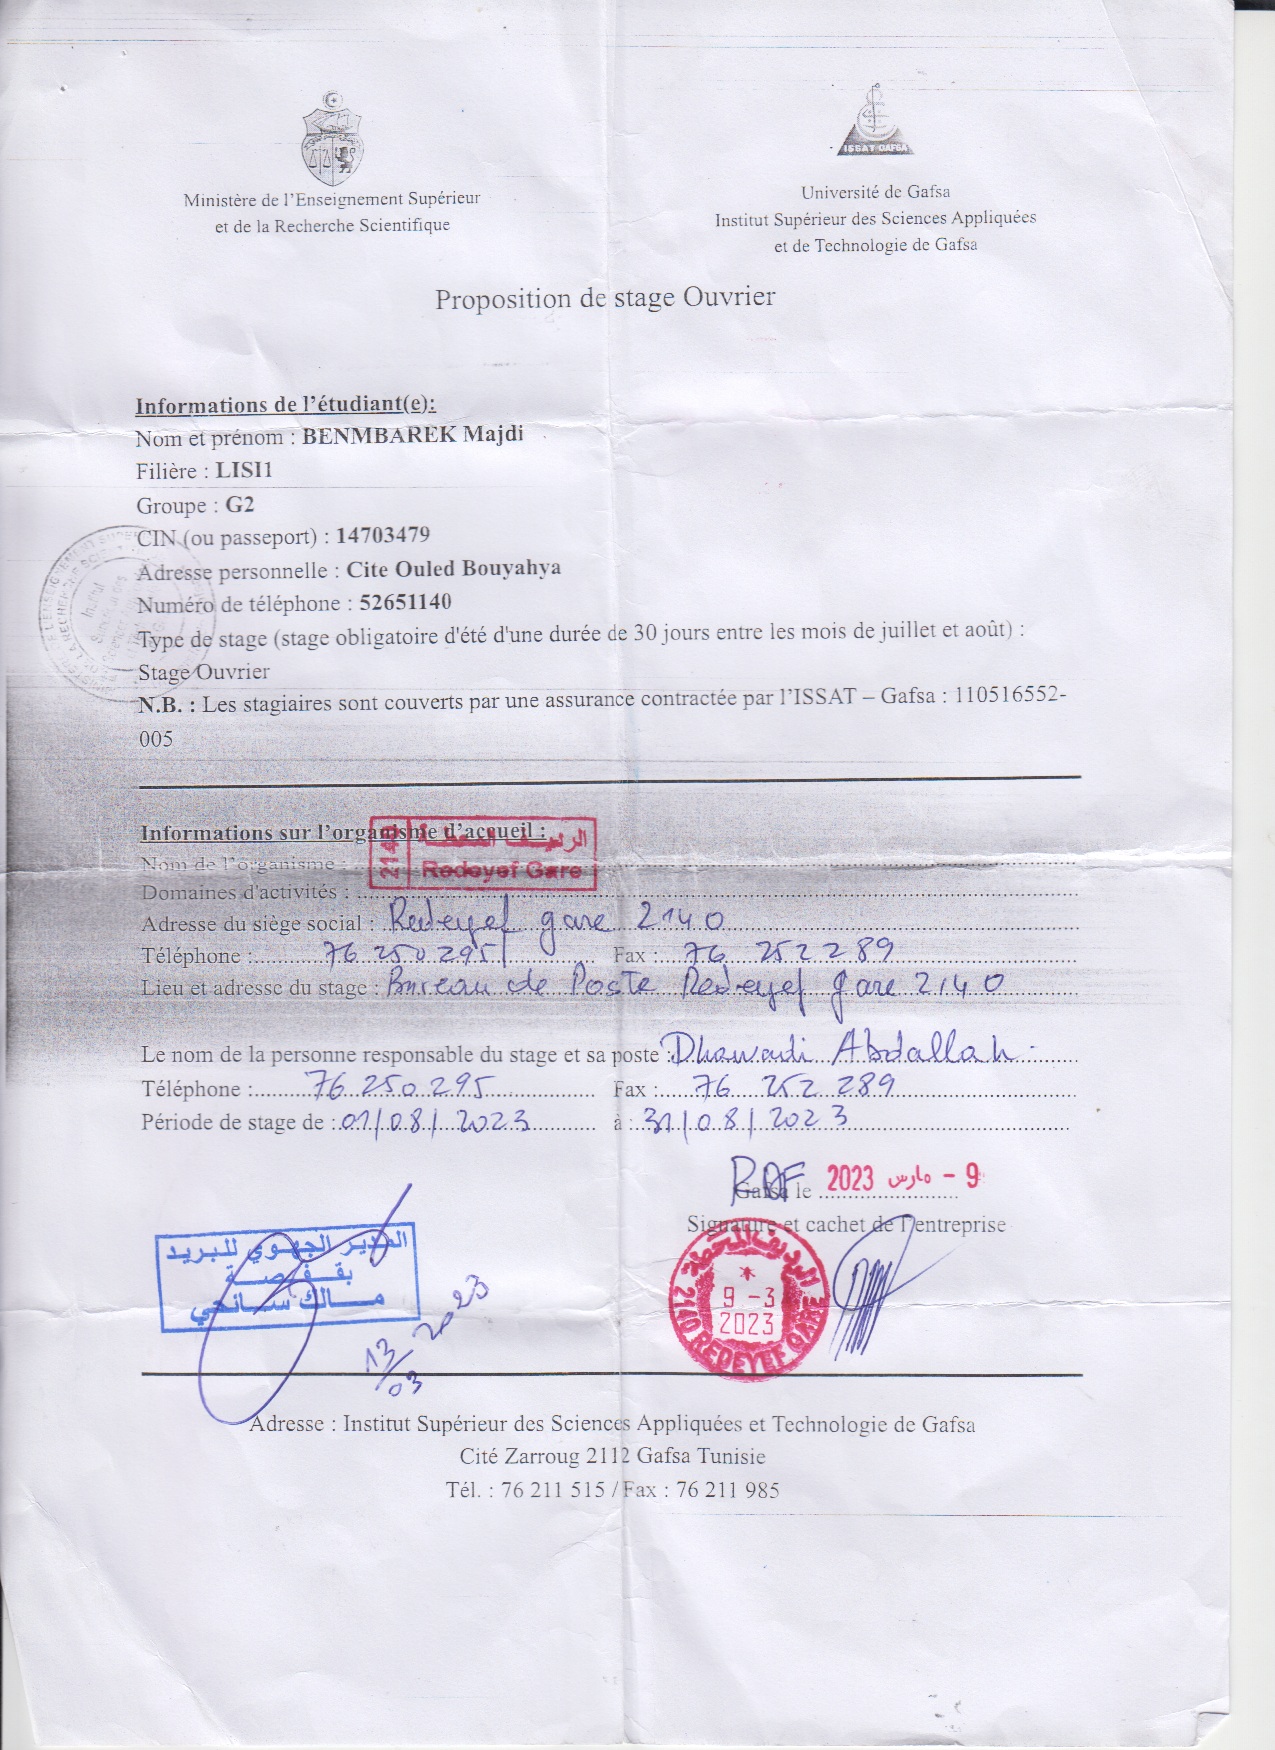 Ministère de l'Enseignement Supérieur
et de la Recherche Scientifique
ISSAT GAFSA
Université de Gafsa
Institut Supérieur des Sciences Appliquées
et de Technologie de Gafsa
Proposition de stage Ouvrier
Informations de l'étudiant(e):
Nom et prénom : BENMBAREK Majdi
Filière : LISI1
Groupe : G2
CIN (ou passeport) : 14703479
Adresse personnelle : Cite Ouled Bouyahya
Numéro de téléphone : 52651140
Type de stage (stage obligatoire d'été d'une durée de 30 jours entre les mois de juillet et août) :
Stage Ouvrier
N.B. : Les stagiaires sont couverts par une assurance contractée par l'ISSAT – Gafsa : 110516552-
005
Informations sur l'organisme d'accueil :
2140 الرديف المحطة
Redeyef Gare
Nom de l'organisme :
Domaines d'activités :
Adresse du siège social : Redeyef gare 2140
Téléphone : 76 250 295 Fax : 76 252 289
Lieu et adresse du stage : Bureau de Poste Redeyef gare 2140
Le nom de la personne responsable du stage et sa poste : Dhawadi Abdallah
Téléphone : 76 250 295 Fax : 76 252 289
Période de stage de : 01/08/2023 à : 31/08/2023
Gafsa le 9 - مارس 2023
Signature et cachet de l'entreprise
المدير الجهوي للبريد
بقفصة
مالك سانحي
13/03 2023
الرديف المحطة
9 -3
2023
2140 REDEYEF GARE
Adresse : Institut Supérieur des Sciences Appliquées et Technologie de Gafsa
Cité Zarroug 2112 Gafsa Tunisie
Tél. : 76 211 515 / Fax : 76 211 985